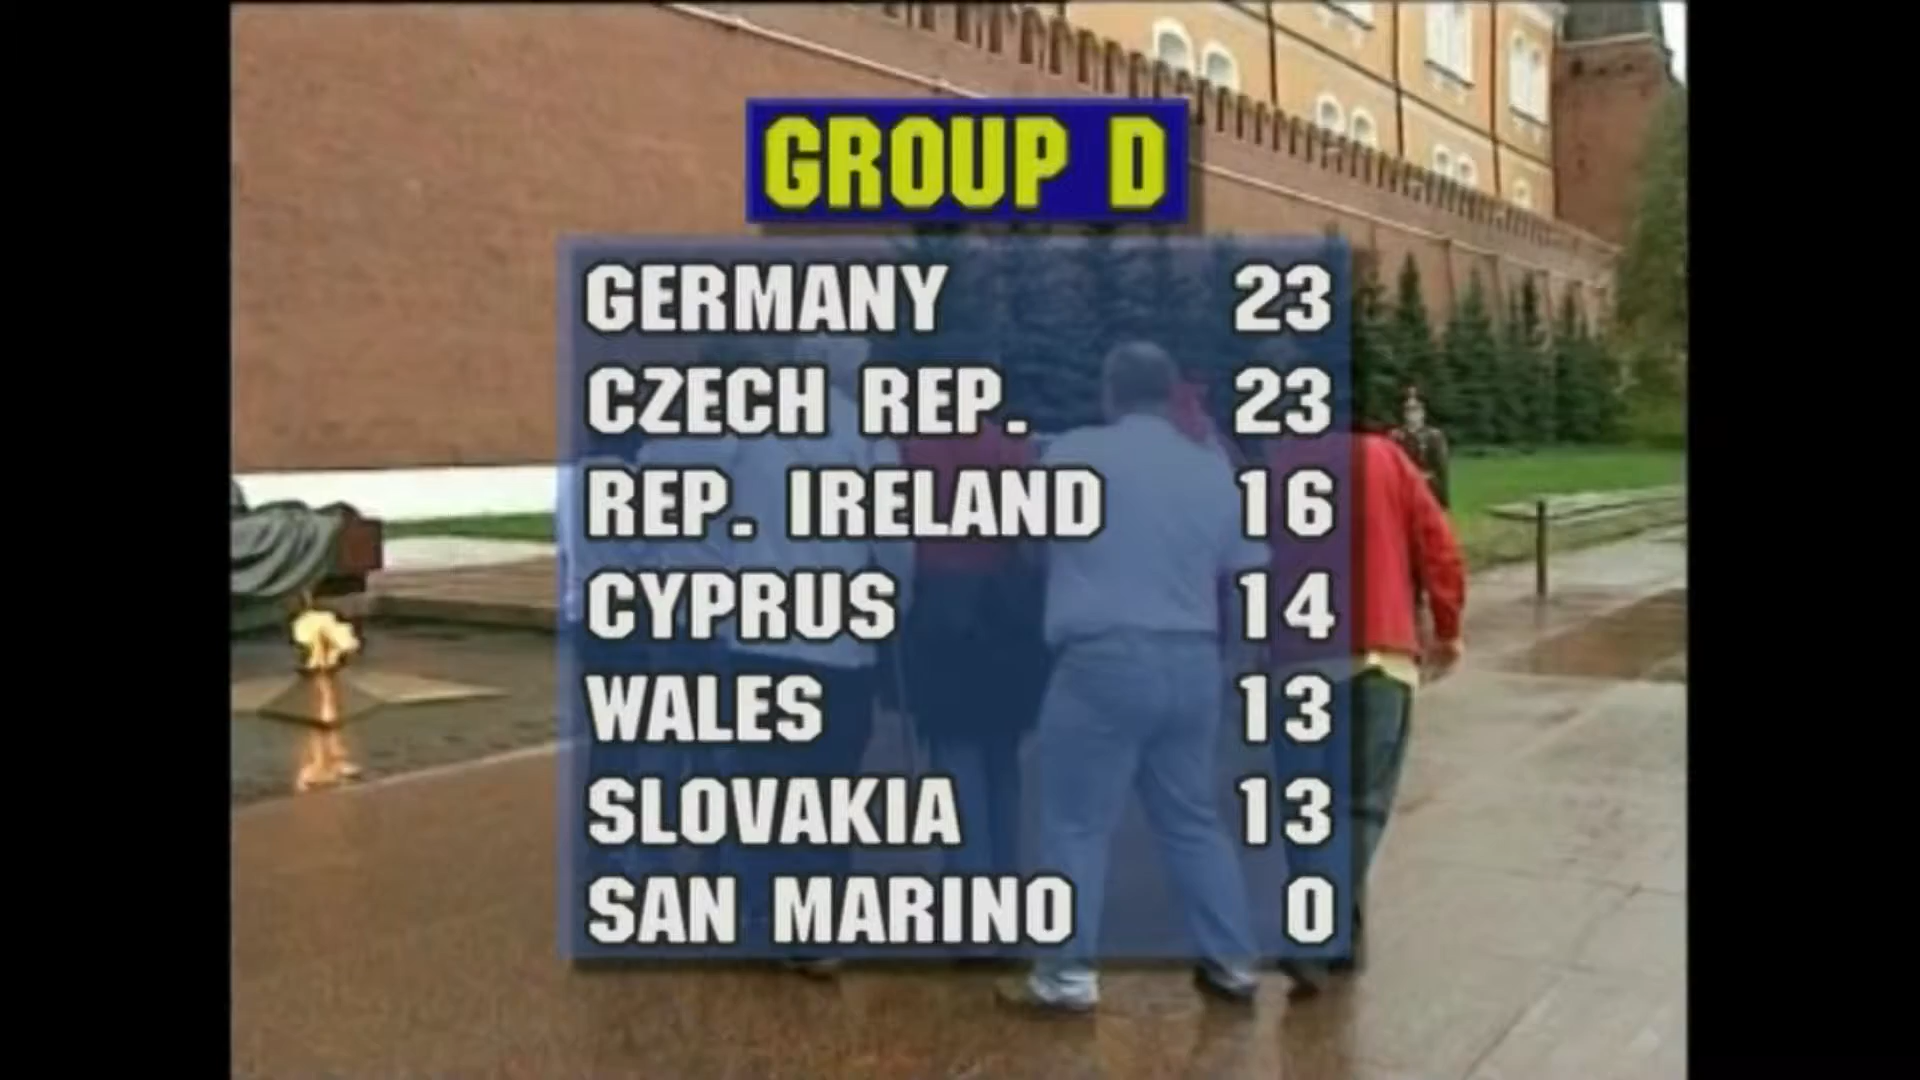 GROUP D
GERMANY 23
CZECH REP. 23
REP. IRELAND 16
CYPRUS 14
WALES 13
SLOVAKIA 13
SAN MARINO 0